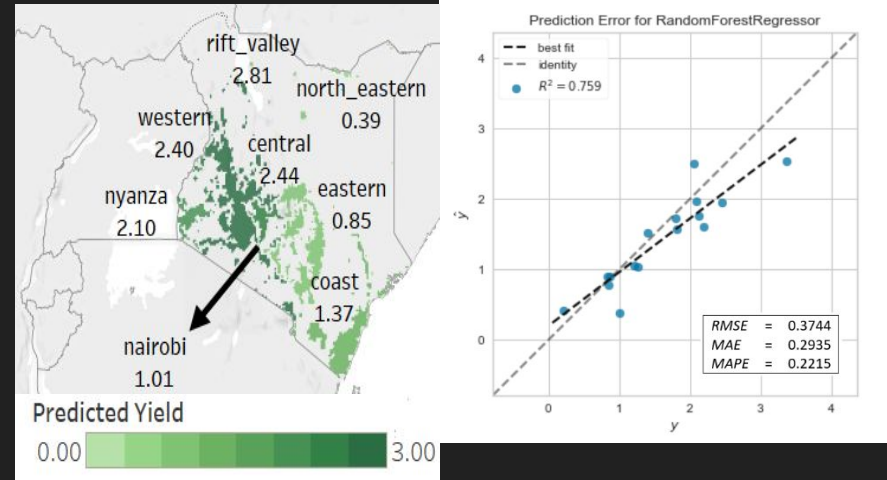 rift_valley
2.81
north_eastern
0.39
western
2.40
central
2.44
nyanza
2.10
eastern
0.85
coast
1.37
nairobi
1.01
Predicted Yield
0.00
3.00
Prediction Error for RandomForestRegressor
best fit
identity
R² = 0.759
4
3
2
1
0
ŷ
RMSE = 0.3744
MAE = 0.2935
MAPE = 0.2215
0 1 2 3 4
y